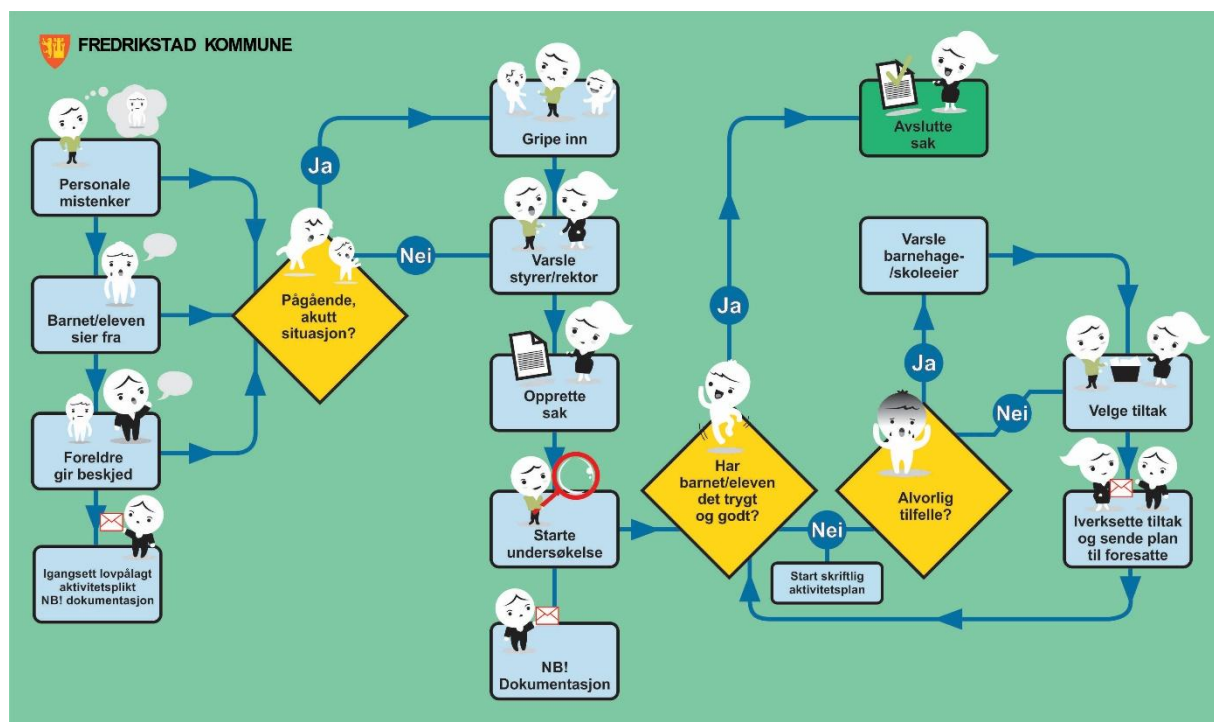 FREDRIKSTAD KOMMUNE
Personale
mistenker
Barnet/eleven
sier fra
Foreldre
gir beskjed
Igangsett lovpålagt
aktivitetsplikt
NB! dokumentasjon
Pågående,
akutt
situasjon?
Ja
Nei
Gripe inn
Varsle
styrer/rektor
Opprette
sak
Starte
undersøkelse
NB!
Dokumentasjon
Har
barnet/eleven
det trygt
og godt?
Ja
Avslutte
sak
Nei
Start skriftlig
aktivitetsplan
Alvorlig
tilfelle?
Ja
Varsle
barnehage-
/skoleeier
Nei
Velge tiltak
Iverksette tiltak
og sende plan
til foresatte